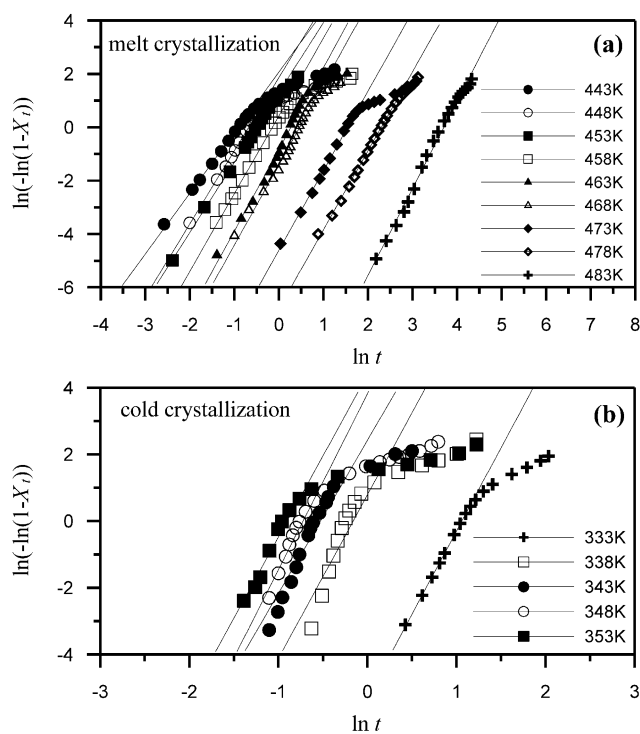 4
2
0
-2
-4
-6
ln(-ln(1-Xt))
melt crystallization
(a)
443K
448K
453K
458K
463K
468K
473K
478K
483K
-4 -3 -2 -1 0 1 2 3 4 5 6 7 8
ln t
4
2
0
-2
-4
ln(-ln(1-Xt))
cold crystallization
(b)
333K
338K
343K
348K
353K
-3 -2 -1 0 1 2 3
ln t